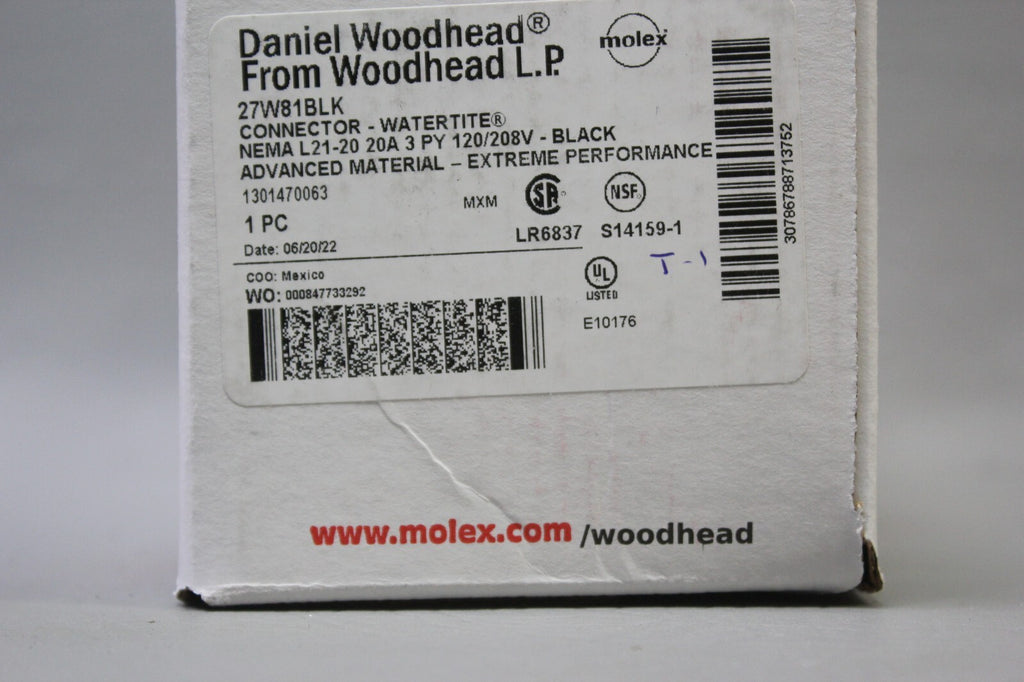 Daniel Woodhead®
From Woodhead L.P.
molex
27W81BLK
CONNECTOR - WATERTITE®
NEMA L21-20 20A 3 PY 120/208V - BLACK
ADVANCED MATERIAL – EXTREME PERFORMANCE
1301470063
MXM
SA
NSF
1 PC
LR6837
S14159-1
Date: 06/20/22
T-1
COO: Mexico
WO: 000847733292
UL
LISTED
E10176
30786788713752
www.molex.com /woodhead